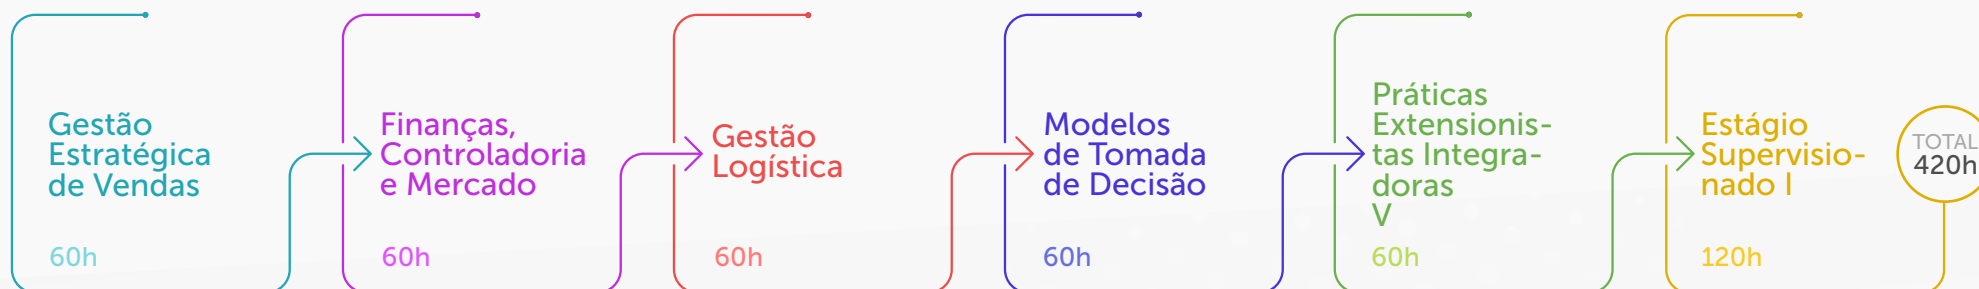 Gestão
Estratégica
de Vendas
60h
Finanças,
Controladoria
e Mercado
60h
Gestão
Logística
60h
Modelos
de Tomada
de Decisão
60h
Práticas
Extensionis-
tas Integra-
doras
V
60h
Estágio
Supervisio-
nado I
120h
TOTAL
420h